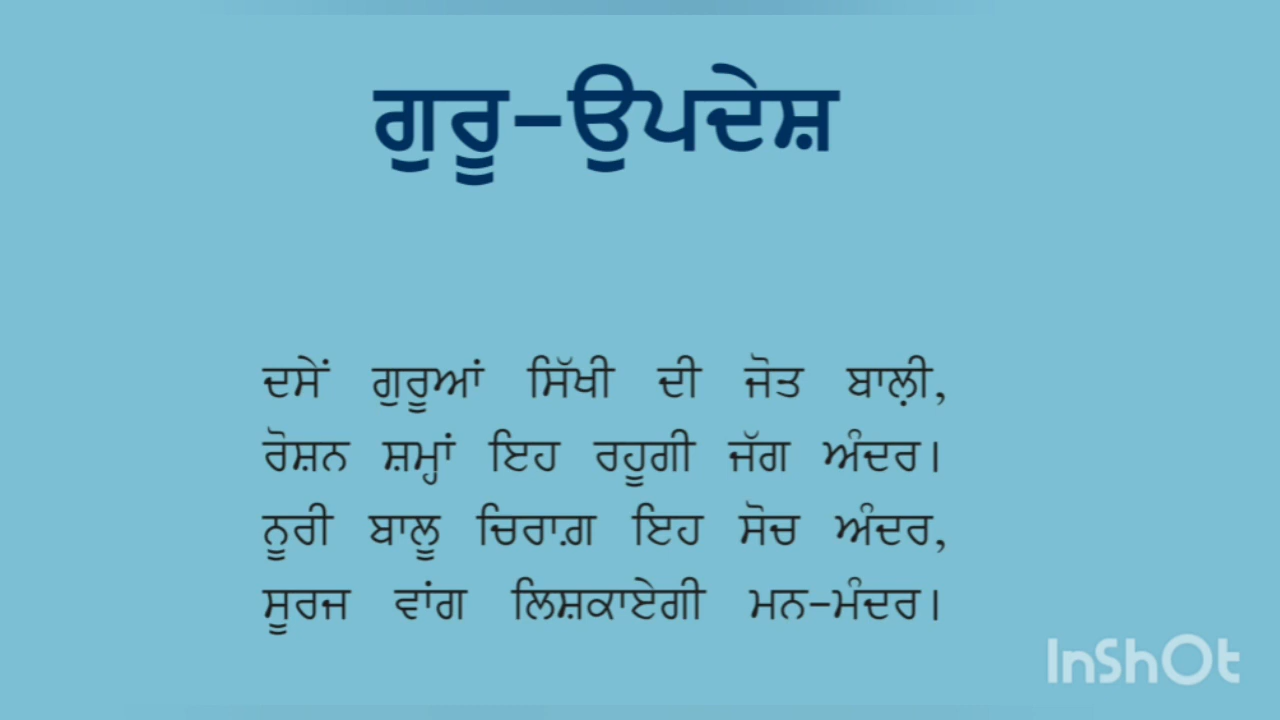 ਗੁਰੂ-ਉਪਦੇਸ਼
ਦਸੇਂ ਗੁਰੂਆਂ ਸਿੱਖੀ ਦੀ ਜੋਤ ਬਾਲ਼ੀ,
ਰੋਸ਼ਨ ਸ਼ਮ੍ਹਾਂ ਇਹ ਰਹੂਗੀ ਜੱਗ ਅੰਦਰ।
ਨੂਰੀ ਬਾਲੂ ਚਿਰਾਗ਼ ਇਹ ਸੋਚ ਅੰਦਰ,
ਸੂਰਜ ਵਾਂਗ ਲਿਸ਼ਕਾਏਗੀ ਮਨ-ਮੰਦਰ।
InShOt